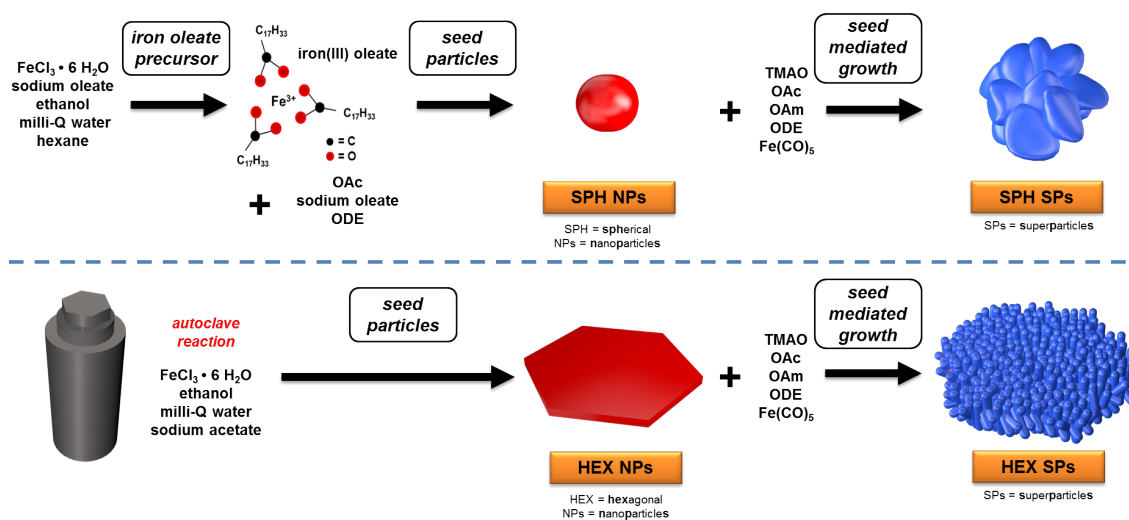 iron oleate
precursor
FeCl3 • 6 H2O
sodium oleate
ethanol
milli-Q water
hexane
C17H33
iron(III) oleate
Fe3+
C17H33
C17H33
= C
= O
+
OAc
sodium oleate
ODE
seed
particles
SPH NPs
SPH = spherical
NPs = nanoparticles
+
TMAO
OAc
OAm
ODE
Fe(CO)5
seed
mediated
growth
SPH SPs
SPs = superparticles
autoclave
reaction
FeCl3 • 6 H2O
ethanol
milli-Q water
sodium acetate
seed
particles
HEX NPs
HEX = hexagonal
NPs = nanoparticles
+
TMAO
OAc
OAm
ODE
Fe(CO)5
seed
mediated
growth
HEX SPs
SPs = superparticles